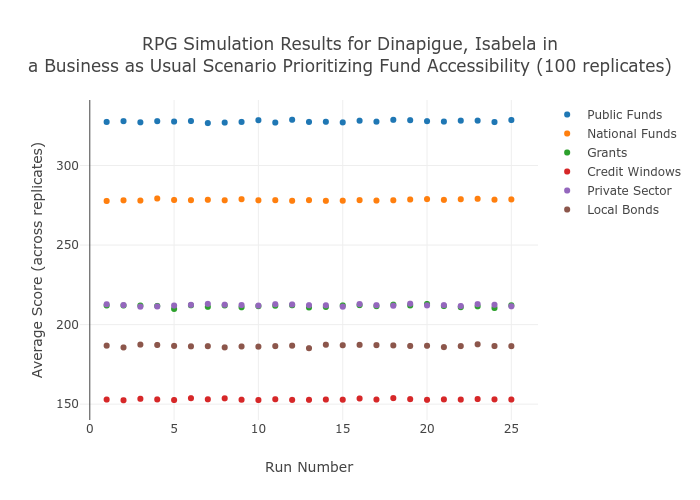 RPG Simulation Results for Dinapigue, Isabela in
a Business as Usual Scenario Prioritizing Fund Accessibility (100 replicates)
Average Score (across replicates)
300
250
200
150
0
5
10
15
20
25
Run Number
Public Funds
National Funds
Grants
Credit Windows
Private Sector
Local Bonds